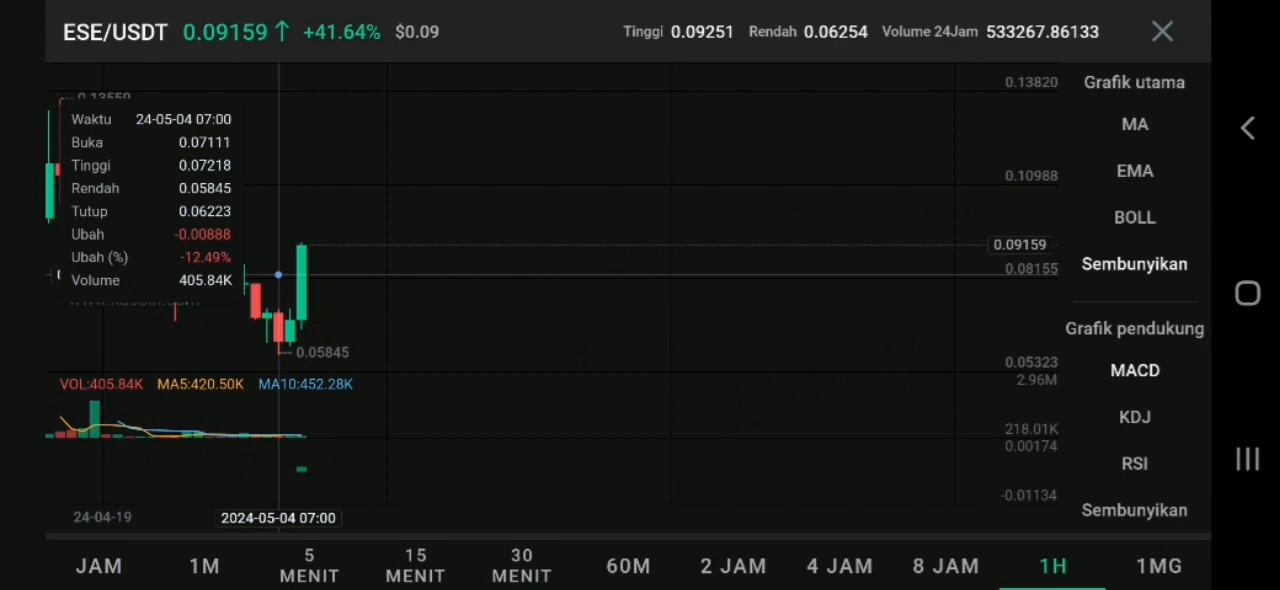 ESE/USDT 0.09159 ↑ +41.64% $0.09 Tinggi 0.09251 Rendah 0.06254 Volume 24Jam 533267.86133
0.13559
Waktu 24-05-04 07:00
Buka 0.07111
Tinggi 0.07218
Rendah 0.05845
Tutup 0.06223
Ubah -0.00888
Ubah (%) -12.49%
Volume 405.84K
0.05845
0.13820
0.10988
0.09159
0.08155
0.05323
2.96M
218.01K
0.00174
-0.01134
VOL:405.84K MA5:420.50K MA10:452.28K
24-04-19 2024-05-04 07:00
Grafik utama
MA
EMA
BOLL
Sembunyikan
Grafik pendukung
MACD
KDJ
RSI
Sembunyikan
JAM 1M 5 MENIT 15 MENIT 30 MENIT 60M 2 JAM 4 JAM 8 JAM 1H 1MG